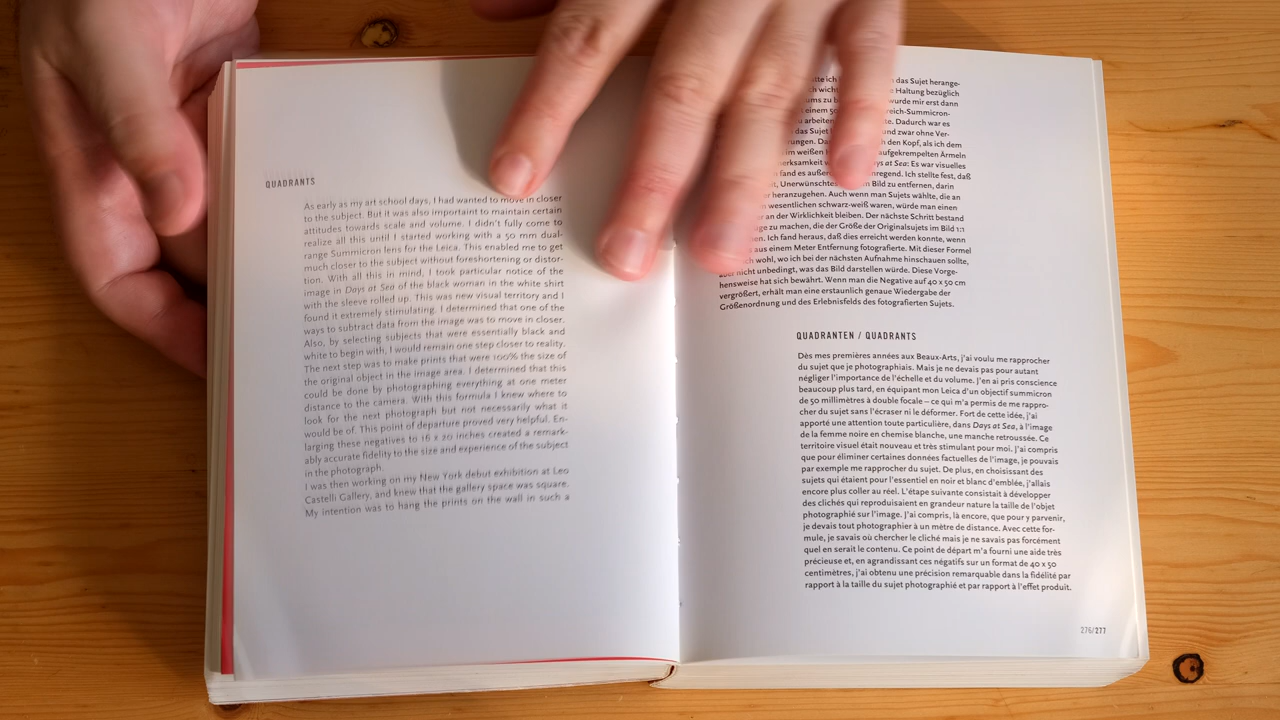 QUADRANTS
As early as my art school days, I had wanted to move in closer
to the subject. But it was also importaint to maintain certain
attitudes towards scale and volume. I didn't fully come to
realize all this until I started working with a 50 mm dual-
range Summicron lens for the Leica. This enabled me to get
much closer to the subject without foreshortening or distor-
tion. With all this in mind, I took particular notice of the
image in Days at Sea of the black woman in the white shirt
with the sleeve rolled up. This was new visual territory and I
found it extremely stimulating. I determined that one of the
ways to subtract data from the image was to move in closer.
Also, by selecting subjects that were essentially black and
white to begin with, I would remain one step closer to reality.
The next step was to make prints that were 100% the size of
the original object in the image area. I determined that this
could be done by photographing everything at one meter
distance to the camera. With this formula I knew where to
look for the next photograph but not necessarily what it
would be of. This point of departure proved very helpful. En-
larging these negatives to 16 x 20 inches created a remark-
ably accurate fidelity to the size and experience of the subject
in the photograph.
I was then working on my New York debut exhibition at Leo
Castelli Gallery, and knew that the gallery space was square.
My intention was to hang the prints on the wall in such a
ich das Sujet herange-
Haltung bezüglich
wurde mir erst dann
einem
arbeiten Dadurch war es
das Sujet und zwar ohne Ver-
den Kopf, als ich dem
im weißen aufgekrempelten Ärmeln
at Sea: Es war visuelles
fand es Ich stellte fest, daß
Unerwünschtes Bild zu entfernen, darin
heranzugehen. Auch wenn man Sujets wählte, die an
wesentlichen schwarz-weiß waren, würde man einen
an der Wirklichkeit bleiben. Der nächste Schritt bestand
zu machen, die der Größe der Originalsujets im Bild 1:1
Ich fand heraus, daß dies erreicht werden konnte, wenn
aus einem Meter Entfernung fotografierte. Mit dieser Formel
wohl, wo ich bei der nächsten Aufnahme hinschauen sollte,
aber nicht unbedingt, was das Bild darstellen würde. Diese Vorge-
hensweise hat sich bewährt. Wenn man die Negative auf 40 x 50 cm
vergrößert, erhält man eine erstaunlich genaue Wiedergabe der
Größenordnung und des Erlebnisfelds des fotografierten Sujets.
QUADRANTEN / QUADRANTS
Dès mes premières années aux Beaux-Arts, j'ai voulu me rapprocher
du sujet que je photographiais. Mais je ne devais pas pour autant
négliger l'importance de l'échelle et du volume. J'en ai pris conscience
beaucoup plus tard, en équipant mon Leica d'un objectif summicron
de 50 millimètres à double focale – ce qui m'a permis de me rappro-
cher du sujet sans l'écraser ni le déformer. Fort de cette idée, j'ai
apporté une attention toute particulière, dans Days at Sea, à l'image
de la femme noire en chemise blanche, une manche retroussée. Ce
territoire visuel était nouveau et très stimulant pour moi. J'ai compris
que pour éliminer certaines données factuelles de l'image, je pouvais
par exemple me rapprocher du sujet. De plus, en choisissant des
sujets qui étaient pour l'essentiel en noir et blanc d'emblée, j'allais
encore plus coller au réel. L'étape suivante consistait à développer
des clichés qui reproduisaient en grandeur nature la taille de l'objet
photographié sur l'image. J'ai compris, là encore, que pour y parvenir,
je devais tout photographier à un mètre de distance. Avec cette for-
mule, je savais où chercher le cliché mais je ne savais pas forcément
quel en serait le contenu. Ce point de départ m'a fourni une aide très
précieuse et, en agrandissant ces négatifs sur un format de 40 x 50
centimètres, j'ai obtenu une précision remarquable dans la fidélité par
rapport à la taille du sujet photographié et par rapport à l'effet produit.
276/277